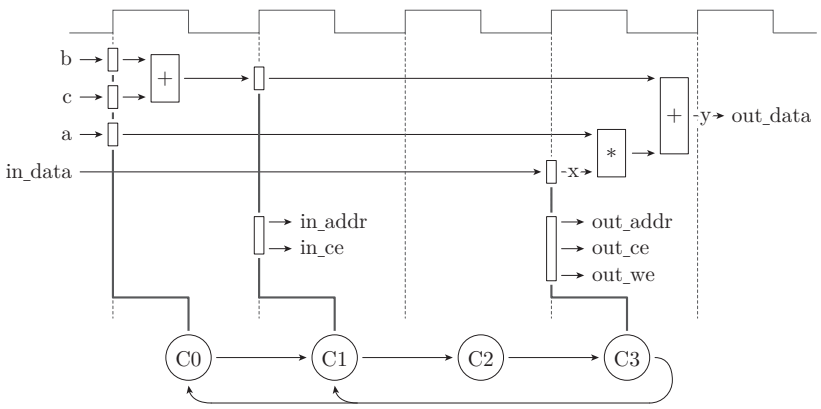 b
+
c
a
in_data
*
-x
+
-y
out_data
in_addr
in_ce
out_addr
out_ce
out_we
C0
C1
C2
C3